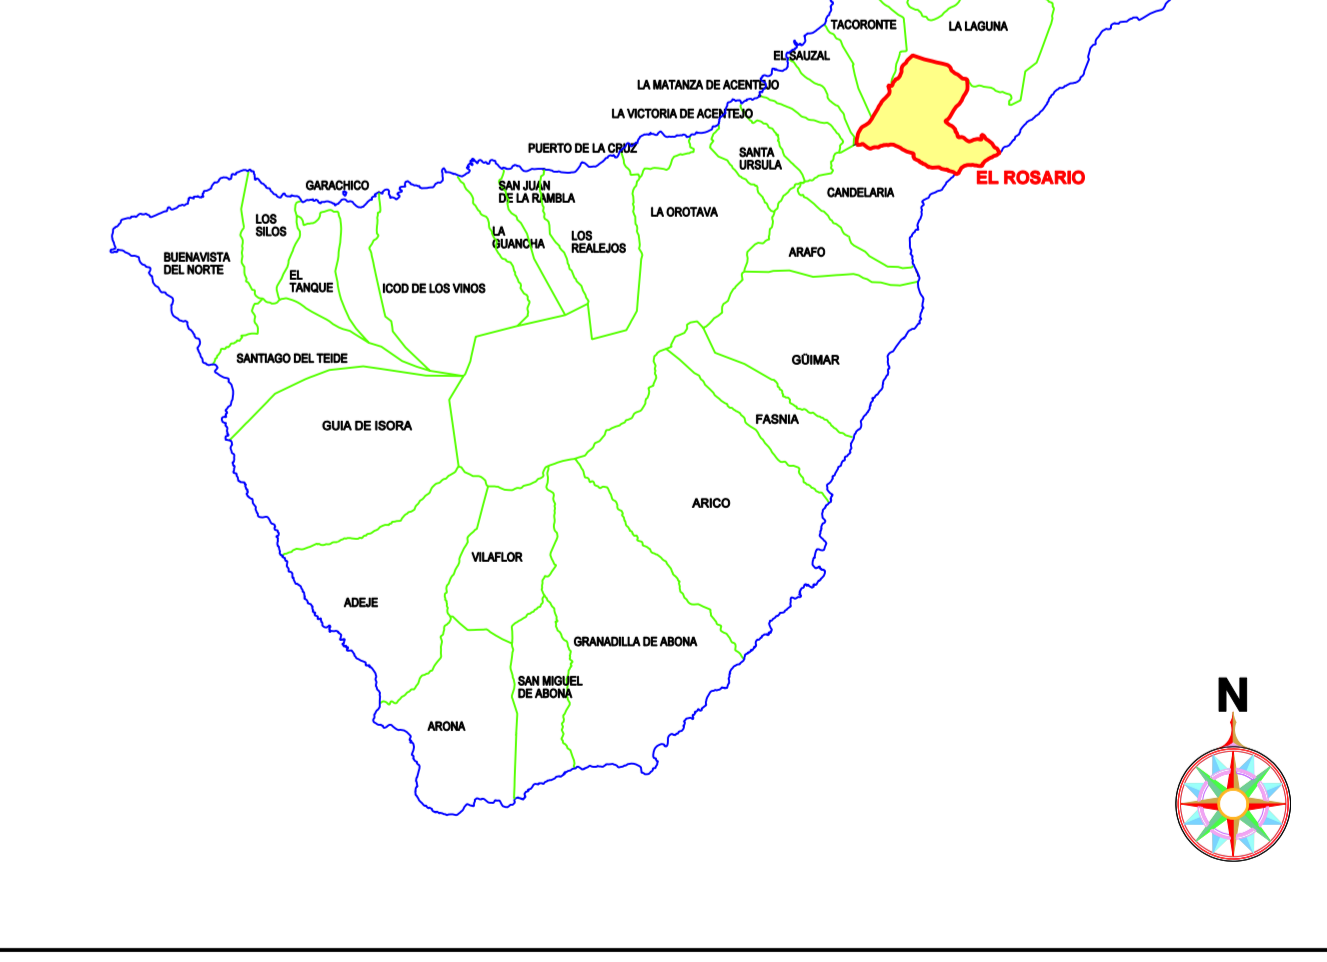 TACORONTE
LA LAGUNA
EL SAUZAL
LA MATANZA DE ACENTEJO
LA VICTORIA DE ACENTEJO
PUERTO DE LA CRUZ
SANTA
URSULA
EL ROSARIO
GARACHICO
SAN JUAN
DE LA RAMBLA
CANDELARIA
LA OROTAVA
LOS
SILOS
LA
GUANCHA
LOS
REALEJOS
ARAFO
BUENAVISTA
DEL NORTE
EL
TANQUE
ICOD DE LOS VINOS
SANTIAGO DEL TEIDE
GÜIMAR
GUIA DE ISORA
FASNIA
ARICO
VILAFLOR
ADEJE
GRANADILLA DE ABONA
SAN MIGUEL
DE ABONA
ARONA
N